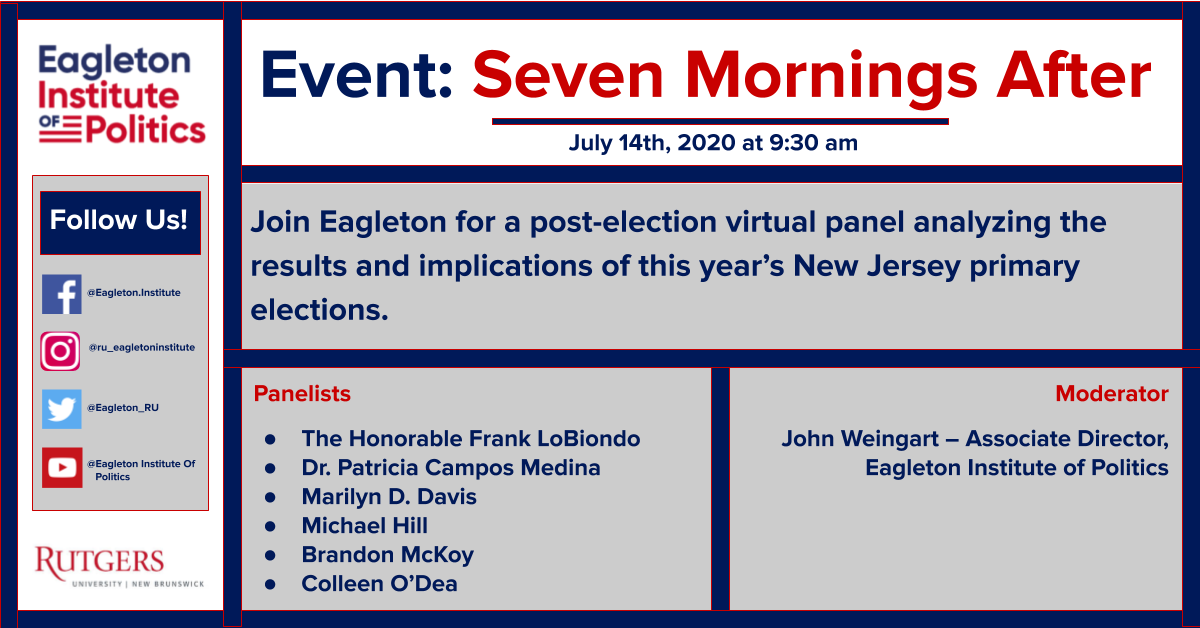 Eagleton
Institute
OF Politics
Follow Us!
@Eagleton.Institute
@ru_eagletoninstitute
@Eagleton_RU
@Eagleton Institute Of
Politics
RUTGERS
UNIVERSITY | NEW BRUNSWICK
Event: Seven Mornings After
July 14th, 2020 at 9:30 am
Join Eagleton for a post-election virtual panel analyzing the
results and implications of this year’s New Jersey primary
elections.
Panelists
● The Honorable Frank LoBiondo
● Dr. Patricia Campos Medina
● Marilyn D. Davis
● Michael Hill
● Brandon McKoy
● Colleen O’Dea
Moderator
John Weingart – Associate Director,
Eagleton Institute of Politics